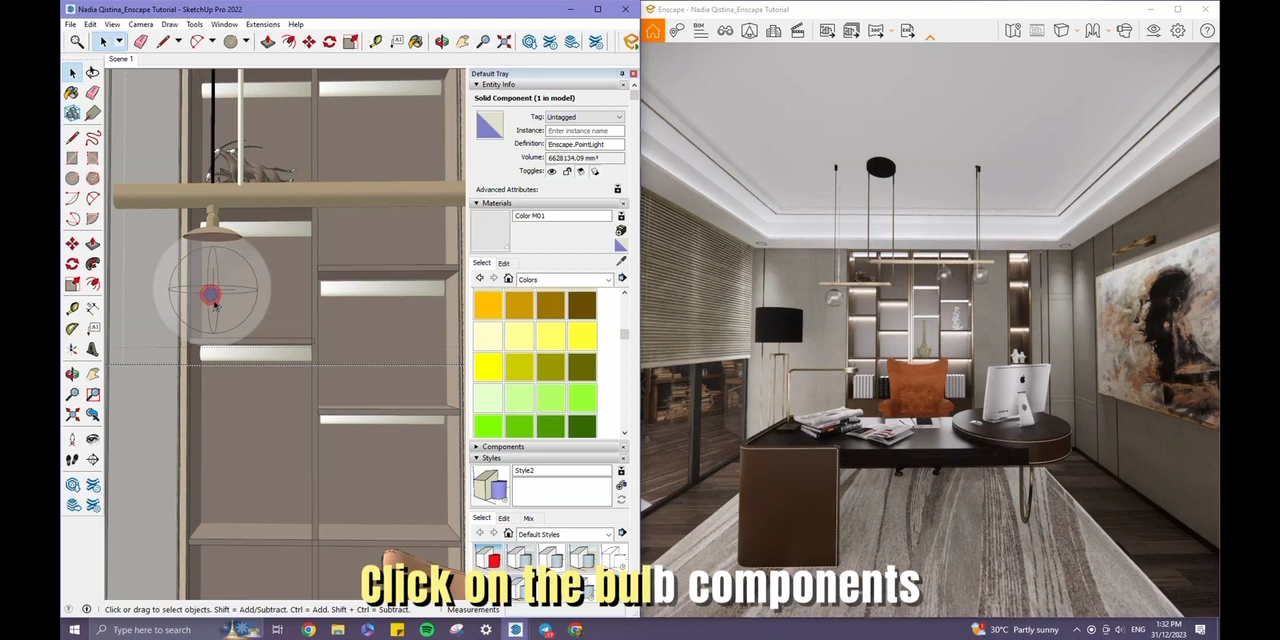 Nadia Qistina_Enscape Tutorial - SketchUp Pro 2022
Enscape - Nadia Qistina_Enscape Tutorial
File Edit View Camera Draw Tools Window Extensions Help
Scene 1
Default Tray
Entity Info
Solid Component (1 in model)
Tag: Untagged
Instance: Enter instance name
Definition: Enscape.PointLight
Volume: 6628134.09 mm³
Toggles:
Advanced Attributes:
Materials
Color M01
Select Edit
Colors
Components
Styles
Style2
Select Edit Mix
Default Styles
Click on the bulb components
Click or drag to select objects. Shift = Add/Subtract. Ctrl = Add. Shift + Ctrl = Subtract.
Measurements
Type here to search
30°C Partly sunny
ENG
1:32 PM
31/12/2023